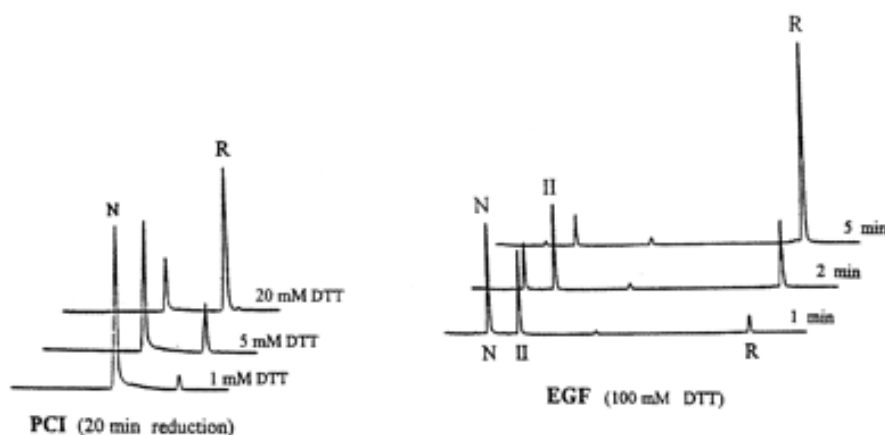 R
N
20 mM DTT
5 mM DTT
1 mM DTT
PCI (20 min reduction)
R
N
II
5 min
2 min
1 min
N
II
R
EGF (100 mM DTT)